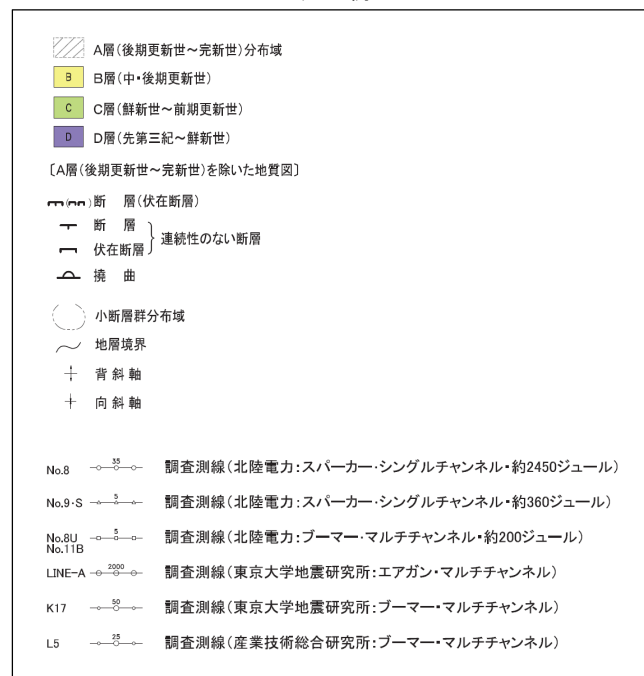 A層(後期更新世~完新世)分布域
B B層(中・後期更新世)
C C層(鮮新世~前期更新世)
D D層(先第三紀~鮮新世)
〔A層(後期更新世~完新世)を除いた地質図〕
( )断 層(伏在断層)
断 層
連続性のない断層
伏在断層
撓 曲
小断層群分布域
地層境界
背 斜 軸
向 斜 軸
No.8 35 調査測線(北陸電力:スパーカー・シングルチャンネル・約2450ジュール)
No.9・S 5 調査測線(北陸電力:スパーカー・シングルチャンネル・約360ジュール)
No.8U 5 調査測線(北陸電力:ブーマー・マルチチャンネル・約200ジュール)
No.11B
LINE-A 2000 調査測線(東京大学地震研究所:エアガン・マルチチャンネル)
K17 50 調査測線(東京大学地震研究所:ブーマー・マルチチャンネル)
L5 25 調査測線(産業技術総合研究所:ブーマー・マルチチャンネル)